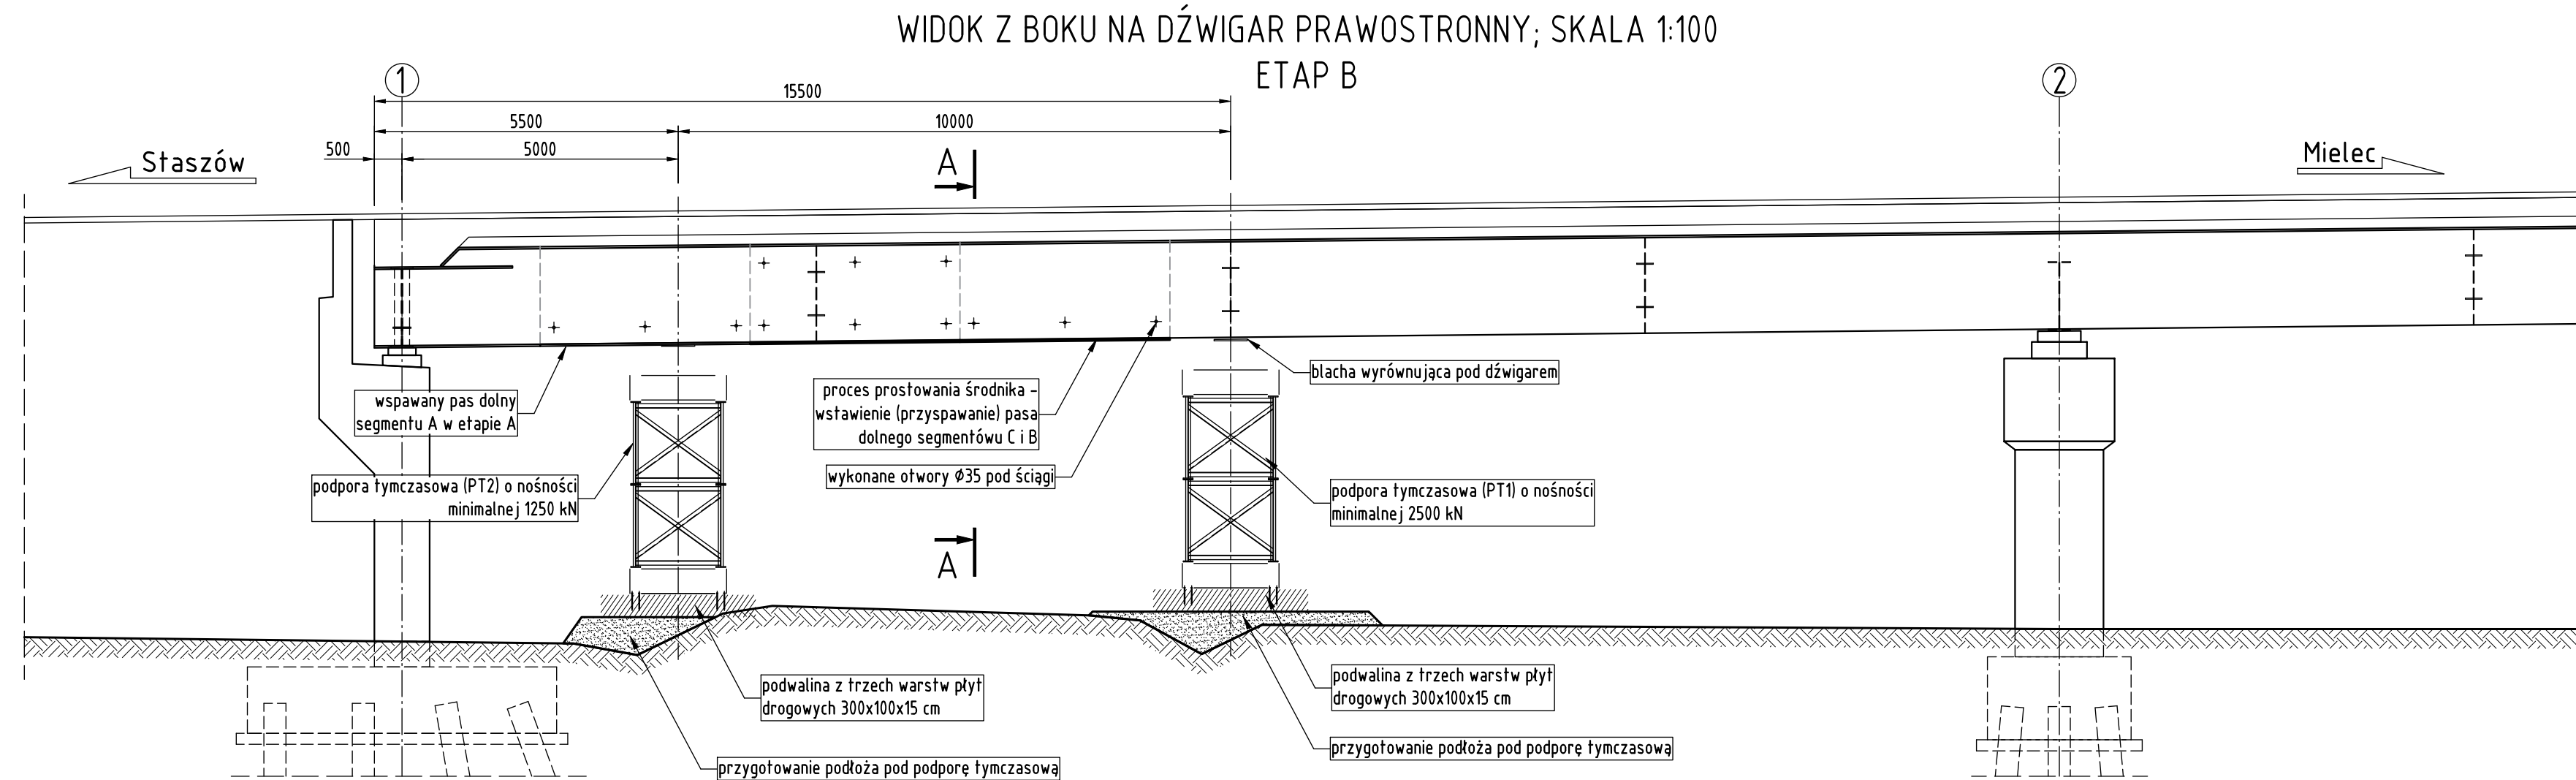 WIDOK Z BOKU NA DŹWIGAR PRAWOSTRONNY; SKALA 1:100
ETAP B
1
2
15500
5500
10000
500
5000
Staszów
Mielec
A
blacha wyrównująca pod dźwigarem
proces prostowania środnika -
wstawienie (przyspawanie) pasa
dolnego segmentówu C i B
wspawany pas dolny
segmentu A w etapie A
wykonane otwory Ø35 pod ściągi
podpora tymczasowa (PT2) o nośności
minimalnej 1250 kN
podpora tymczasowa (PT1) o nośności
minimalnej 2500 kN
A
podwalina z trzech warstw płyt
drogowych 300x100x15 cm
podwalina z trzech warstw płyt
drogowych 300x100x15 cm
przygotowanie podłoża pod podporę tymczasową
przygotowanie podłoża pod podporę tymczasową